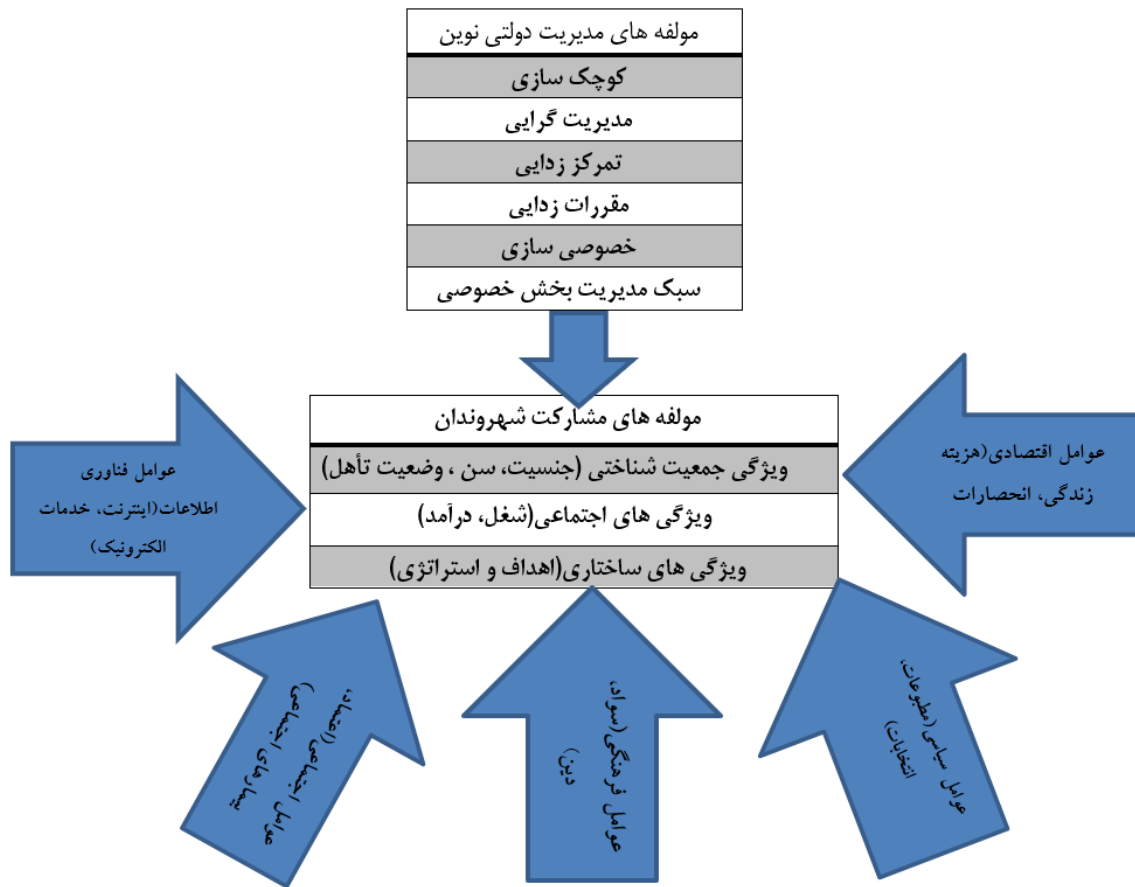 مولفه های مدیریت دولتی نوین
کوچک سازی
مدیریت گرایی
تمرکز زدایی
مقررات زدایی
خصوصی سازی
سبک مدیریت بخش خصوصی
مولفه های مشارکت شهروندان
ویژگی جمعیت شناختی (جنسیت، سن ، وضعیت تأهل)
ویژگی های اجتماعی(شغل، درآمد)
ویژگی های ساختاری(اهداف و استراتژی)
عوامل اقتصادی(هزیته
زندگی، انحصارات
عوامل فناوری
اطلاعات(اینترنت، خدمات
الکترونیک)
عوامل سیاسی(مطبوعات،
انتخابات)
عوامل فرهنگی(سواد،
دین)
عوامل اجتماعی(اعتماد،
بیمارهای اجتماعی)